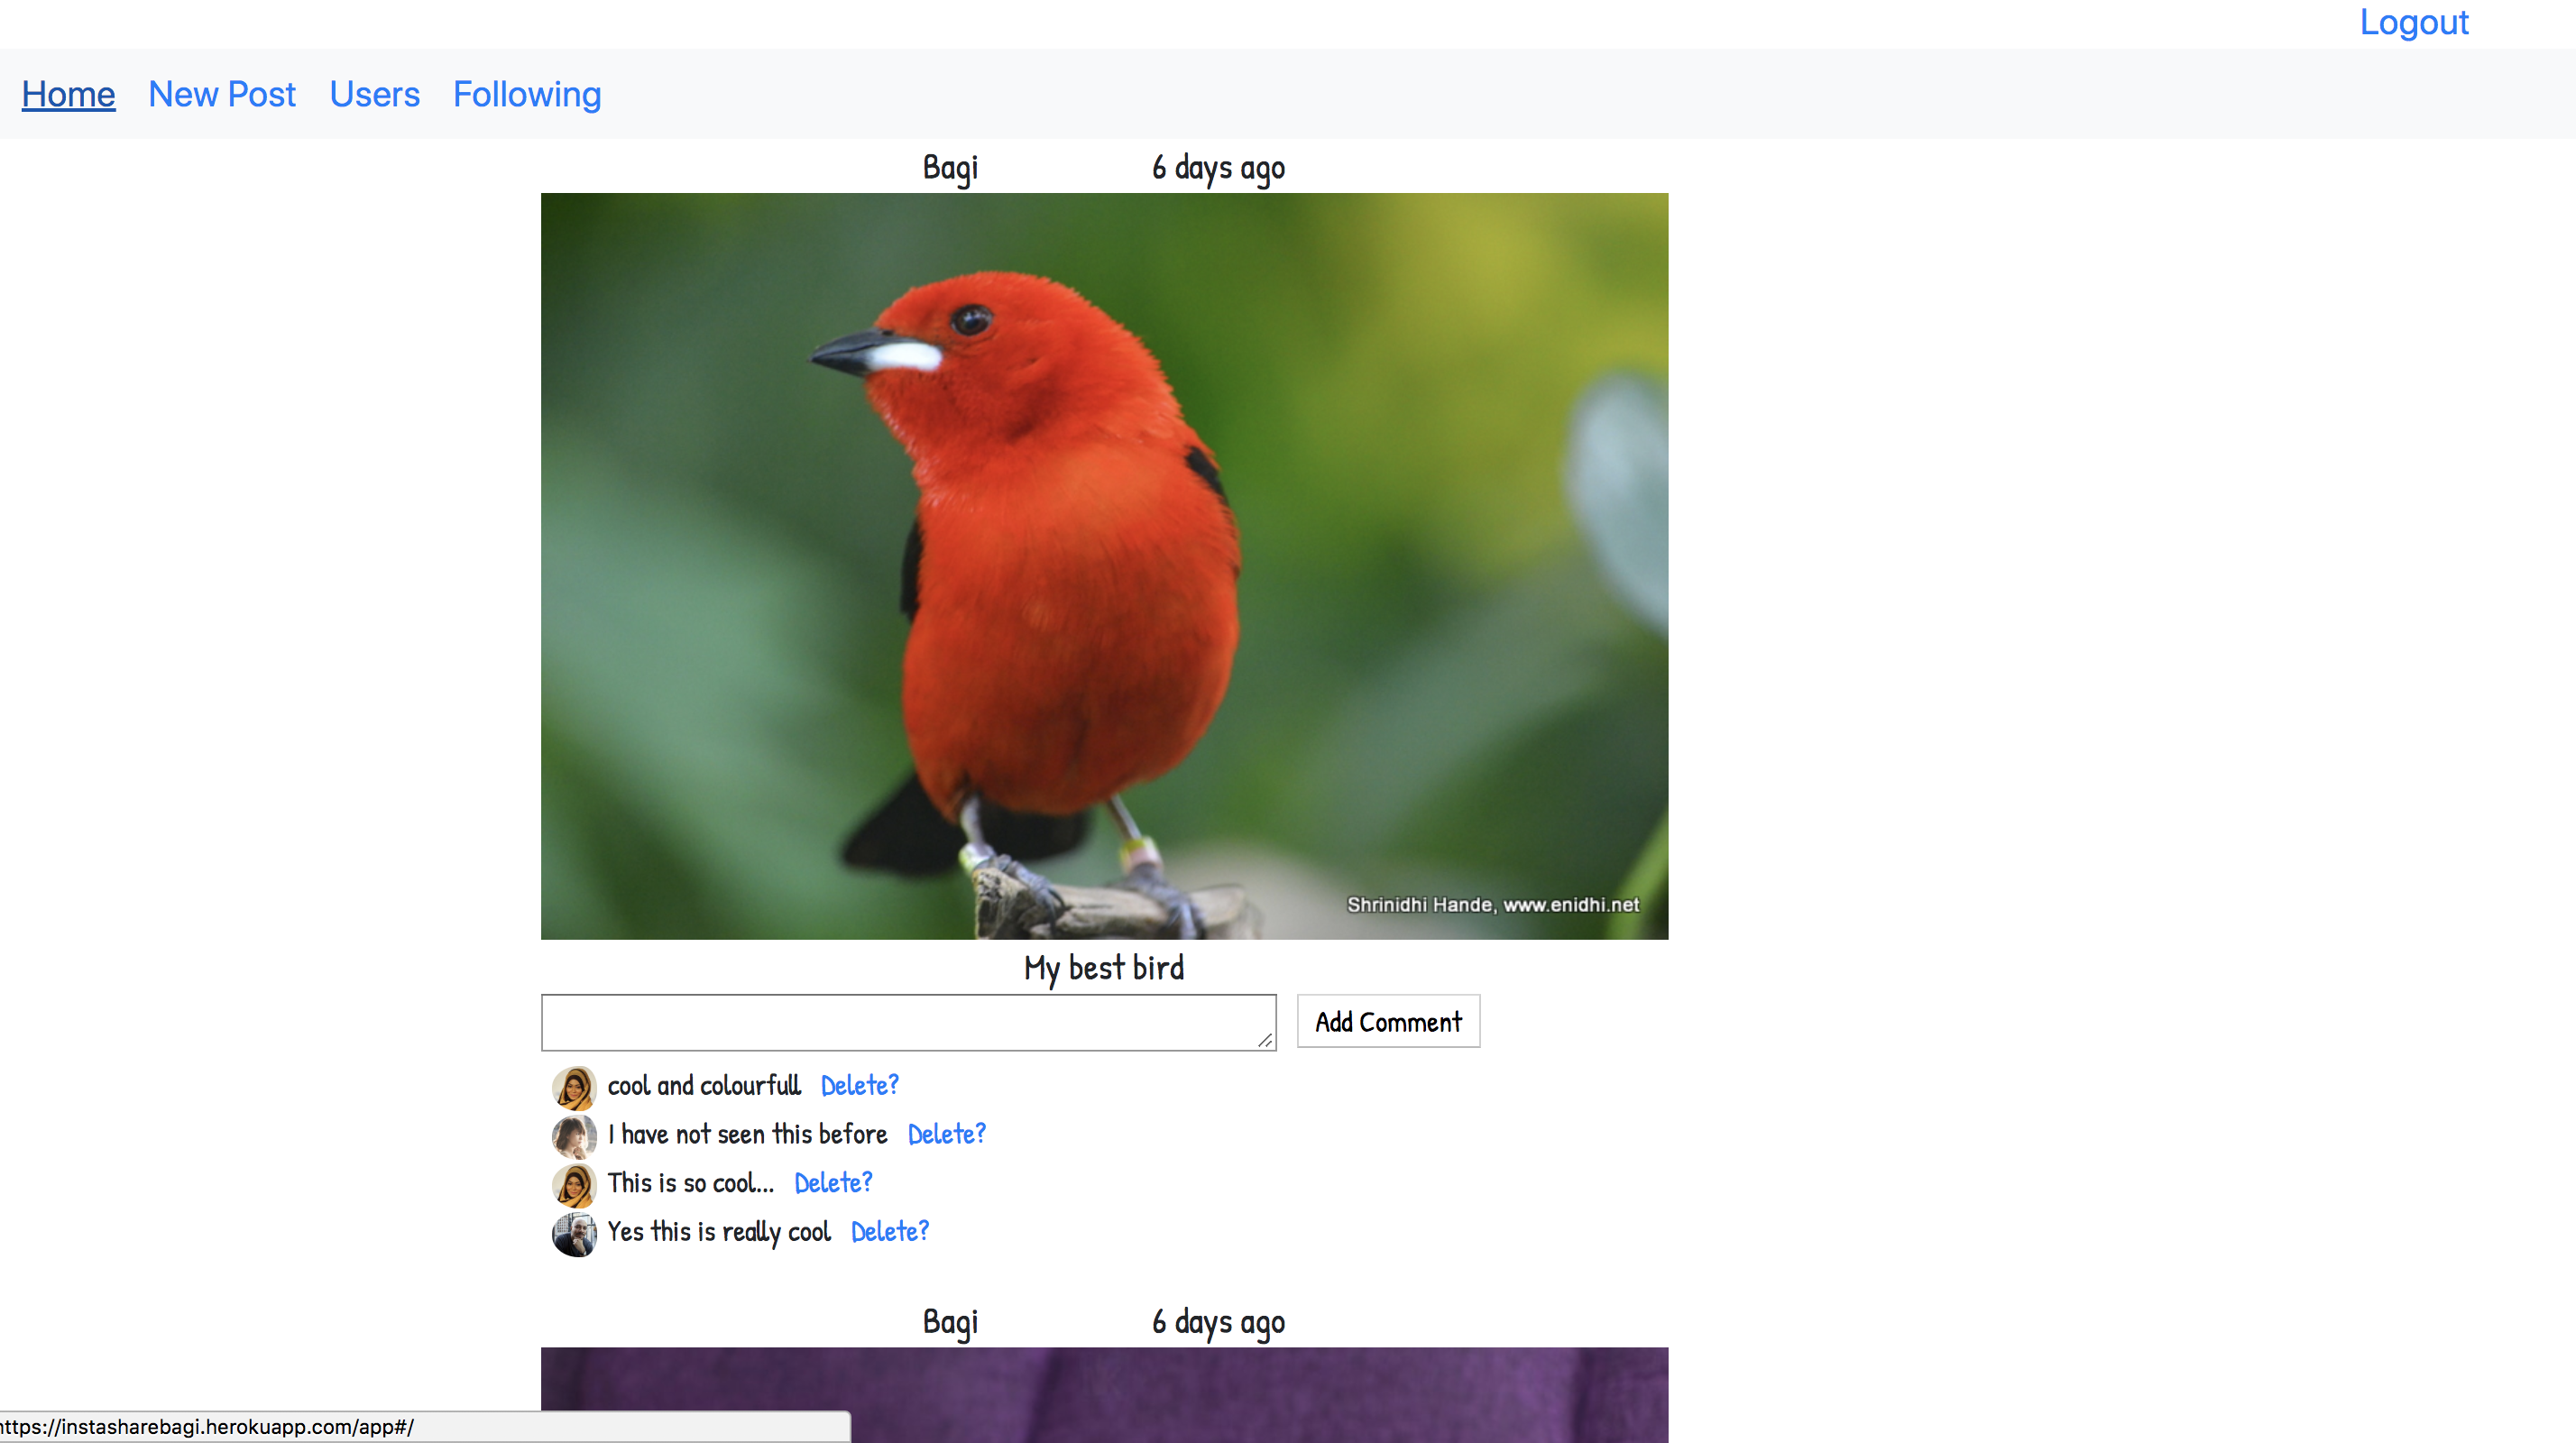 Logout
Home New Post Users Following
Bagi 6 days ago
Shrinidhi Hande, www.enidhi.net
My best bird
Add Comment
cool and colourfull Delete?
I have not seen this before Delete?
This is so cool... Delete?
Yes this is really cool Delete?
Bagi 6 days ago
https://instasharebagi.herokuapp.com/app#/